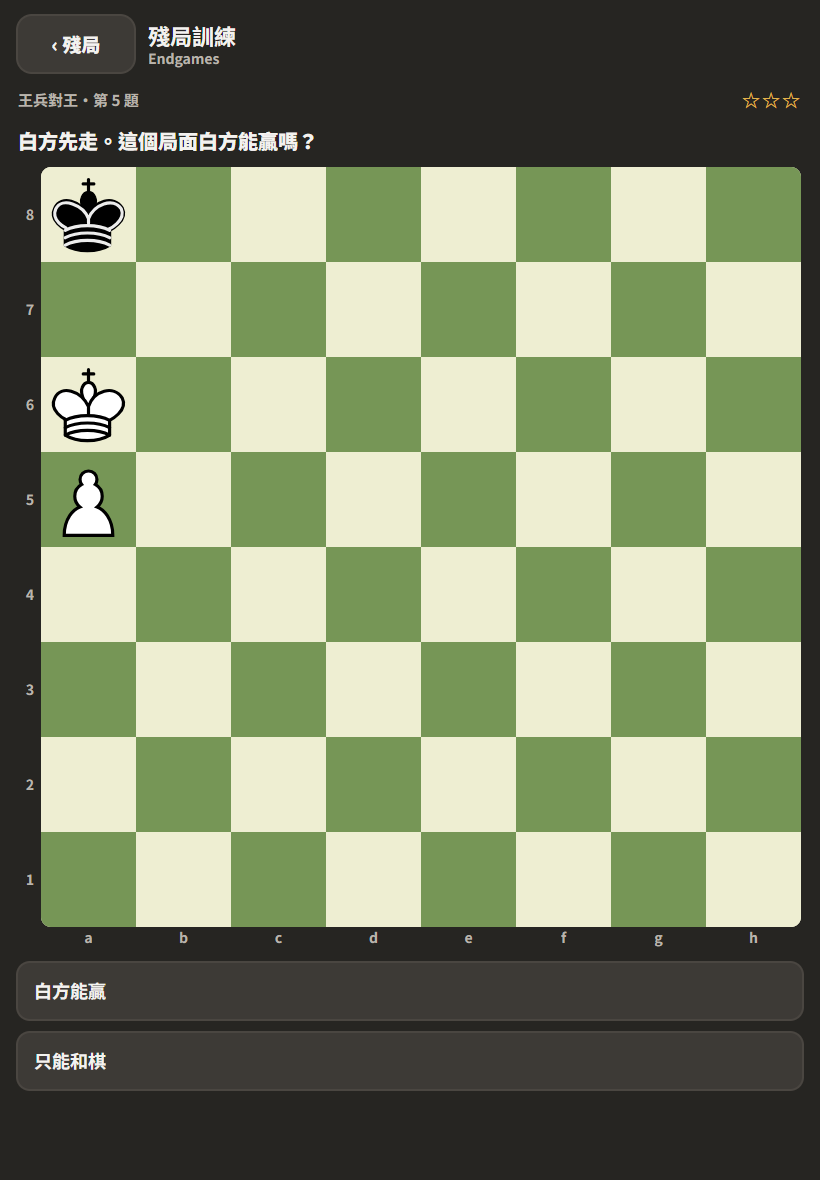 ‹ 殘局
殘局訓練
Endgames
王兵對王・第 5 題
☆☆☆
白方先走。這個局面白方能贏嗎？
8
7
6
5
4
3
2
1
a b c d e f g h
白方能贏
只能和棋